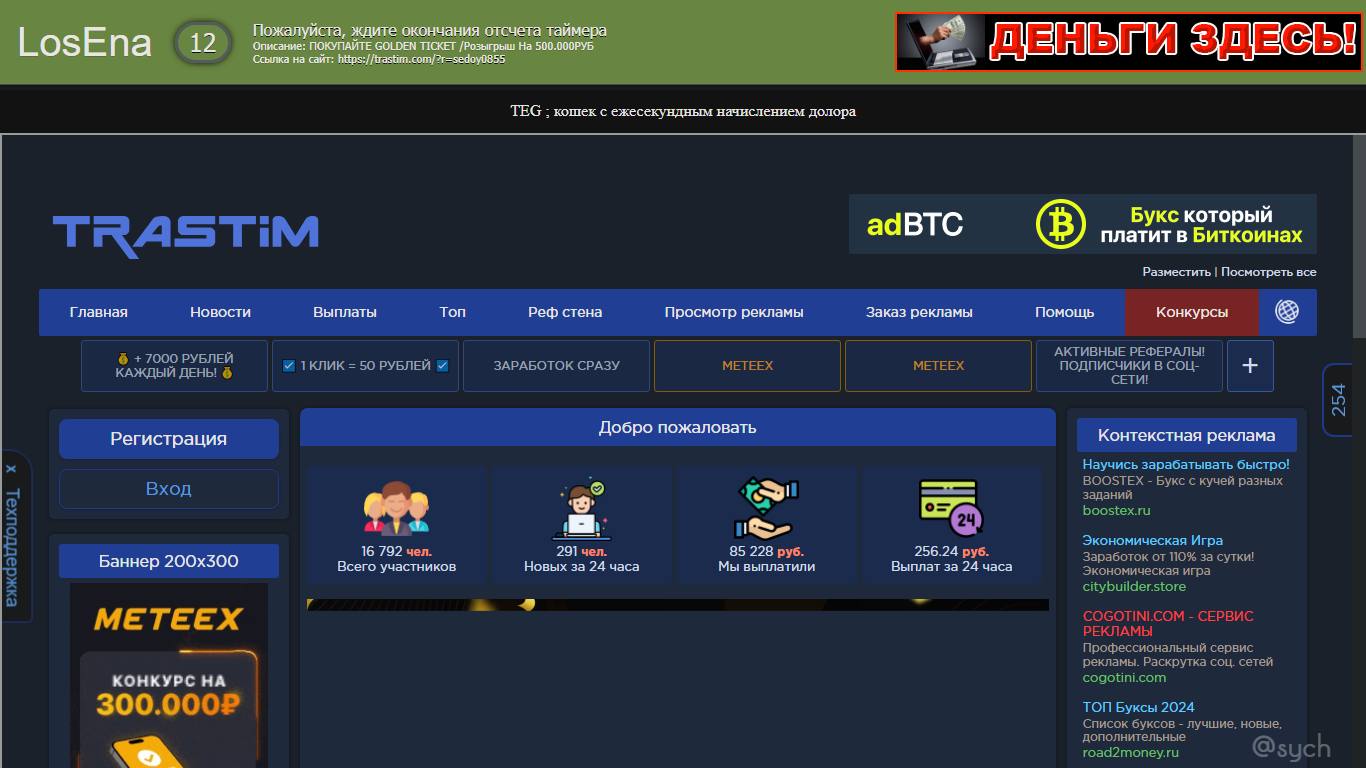 LosEna
12
Пожалуйста, ждите окончания отсчета таймера
Описание: ПОКУПАЙТЕ GOLDEN TICKET /Розыгрыш На 500.000РУБ
Ссылка на сайт: https://trastim.com/?r=sedoy0855
ДЕНЬГИ ЗДЕСЬ!
TEG ; кошек с ежесекундным начислением долора
TRASTiM
adBTC
Букс который
платит в Биткоинах
Разместить | Посмотреть все
Главная
Новости
Выплаты
Топ
Реф стена
Просмотр рекламы
Заказ рекламы
Помощь
Конкурсы
+ 7000 РУБЛЕЙ
КАЖДЫЙ ДЕНЬ!
1 КЛИК = 50 РУБЛЕЙ
ЗАРАБОТОК СРАЗУ
METEEX
METEEX
АКТИВНЫЕ РЕФЕРАЛЫ!
ПОДПИСЧИКИ В СОЦ-
СЕТИ!
+
254
Регистрация
Вход
x Техподдержка
Баннер 200x300
METEEX
КОНКУРС НА
300.000₽
Добро пожаловать
16 792 чел.
Всего участников
291 чел.
Новых за 24 часа
85 228 руб.
Мы выплатили
24
256.24 руб.
Выплат за 24 часа
Контекстная реклама
Научись зарабатывать быстро!
BOOSTEX - Букс с кучей разных
заданий
boostex.ru
Экономическая Игра
Заработок от 110% за сутки!
Экономическая игра
citybuilder.store
COGOTINI.COM - СЕРВИС
РЕКЛАМЫ
Профессиональный сервис
рекламы. Раскрутка соц. сетей
cogotini.com
ТОП Буксы 2024
Список буксов - лучшие, новые,
дополнительные
road2money.ru
@sych